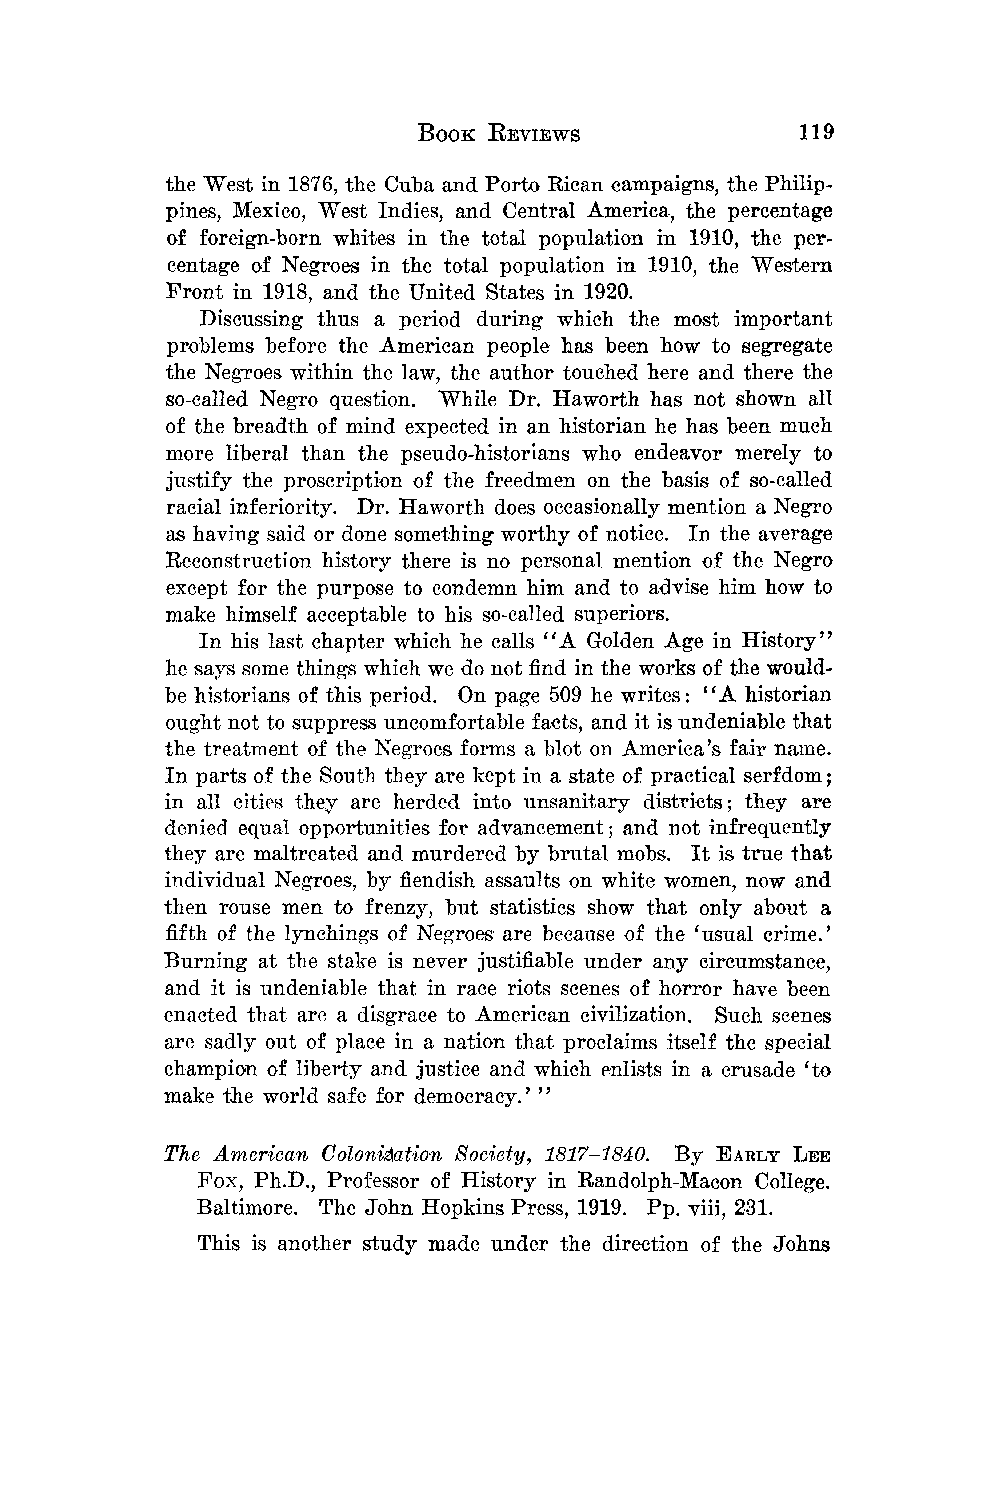 BOOK REVIEWS 119
the West in 1876, the Cuba and Porto Rican campaigns, the Philip-
pines, Mexico, West Indies, and Central America, the percentage
of foreign-born whites in the total population in 1910, the per-
centage of Negroes in the total population in 1910, the Western
Front in 1918, and the United States in 1920.
Discussing thus a period during which the most important
problems before the American people has been how to segregate
the Negroes within the law, the author touched here and there the
so-called Negro question. While Dr. Haworth has not shown all
of the breadth of mind expected in an historian he has been much
more liberal than the pseudo-historians who endeavor merely to
justify the proscription of the freedmen on the basis of so-called
racial inferiority. Dr. Haworth does occasionally mention a Negro
as having said or done something worthy of notice. In the average
Reconstruction history there is no personal mention of the Negro
except for the purpose to condemn him and to advise him how to
make himself acceptable to his so-called superiors.
In his last chapter which he calls "A Golden Age in History"
he says some things which we do not find in the works of the would-
be historians of this period. On page 509 he writes: "A historian
ought not to suppress uncomfortable facts, and it is undeniable that
the treatment of the Negroes forms a blot on America's fair name.
In parts of the South they are kept in a state of practical serfdom;
in all cities they are herded into unsanitary districts; they are
denied equal opportunities for advancement; and not infrequently
they are maltreated and murdered by brutal mobs. It is true that
individual Negroes, by fiendish assaults on white women, now and
then rouse men to frenzy, but statistics show that only about a
fifth of the lynchings of Negroes are because of the 'usual crime.'
Burning at the stake is never justifiable under any circumstance,
and it is undeniable that in race riots scenes of horror have been
enacted that are a disgrace to American civilization. Such scenes
are sadly out of place in a nation that proclaims itself the special
champion of liberty and justice and which enlists in a crusade 'to
make the world safe for democracy.' "
The American Colonization Society, 1817–1840. By EARLY LEE
FOX, Ph.D., Professor of History in Randolph-Macon College.
Baltimore. The John Hopkins Press, 1919. Pp. viii, 231.
This is another study made under the direction of the Johns